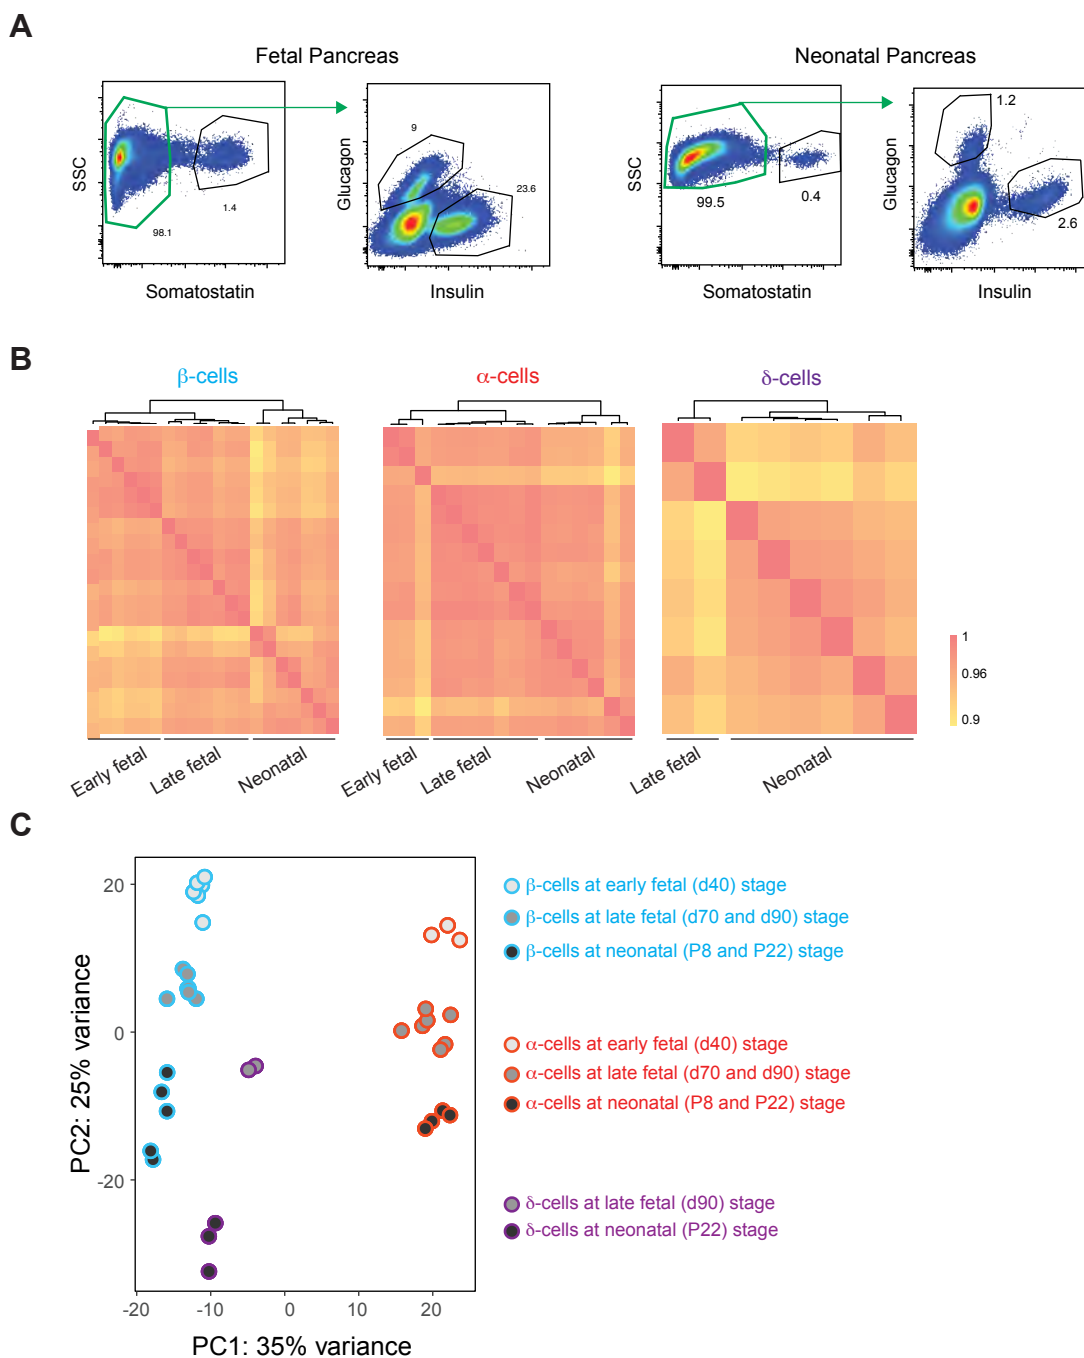 A
Fetal Pancreas
Neonatal Pancreas
SSC
1.4
98.1
Somatostatin
Glucagon
9
23.6
Insulin
SSC
99.5
0.4
Somatostatin
Glucagon
1.2
2.6
Insulin
B
β-cells
α-cells
δ-cells
1
0.96
0.9
Early fetal
Late fetal
Neonatal
Early fetal
Late fetal
Neonatal
Late fetal
Neonatal
C
PC2: 25% variance
20
0
-20
-20
-10
0
10
20
PC1: 35% variance
β-cells at early fetal (d40) stage
β-cells at late fetal (d70 and d90) stage
β-cells at neonatal (P8 and P22) stage
α-cells at early fetal (d40) stage
α-cells at late fetal (d70 and d90) stage
α-cells at neonatal (P8 and P22) stage
δ-cells at late fetal (d90) stage
δ-cells at neonatal (P22) stage